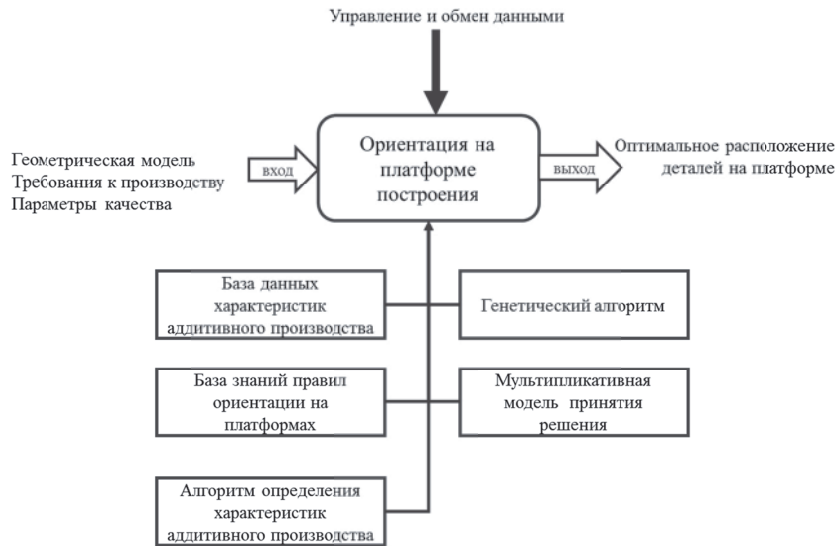 Управление и обмен данными
Ориентация на
платформе
построения
Геометрическая модель
Требования к производству
Параметры качества
вход
выход
Оптимальное расположение
деталей на платформе
База данных
характеристик
аддитивного производства
Генетический алгоритм
База знаний правил
ориентации на
платформах
Мультипликативная
модель принятия
решения
Алгоритм определения
характеристик
аддитивного производства